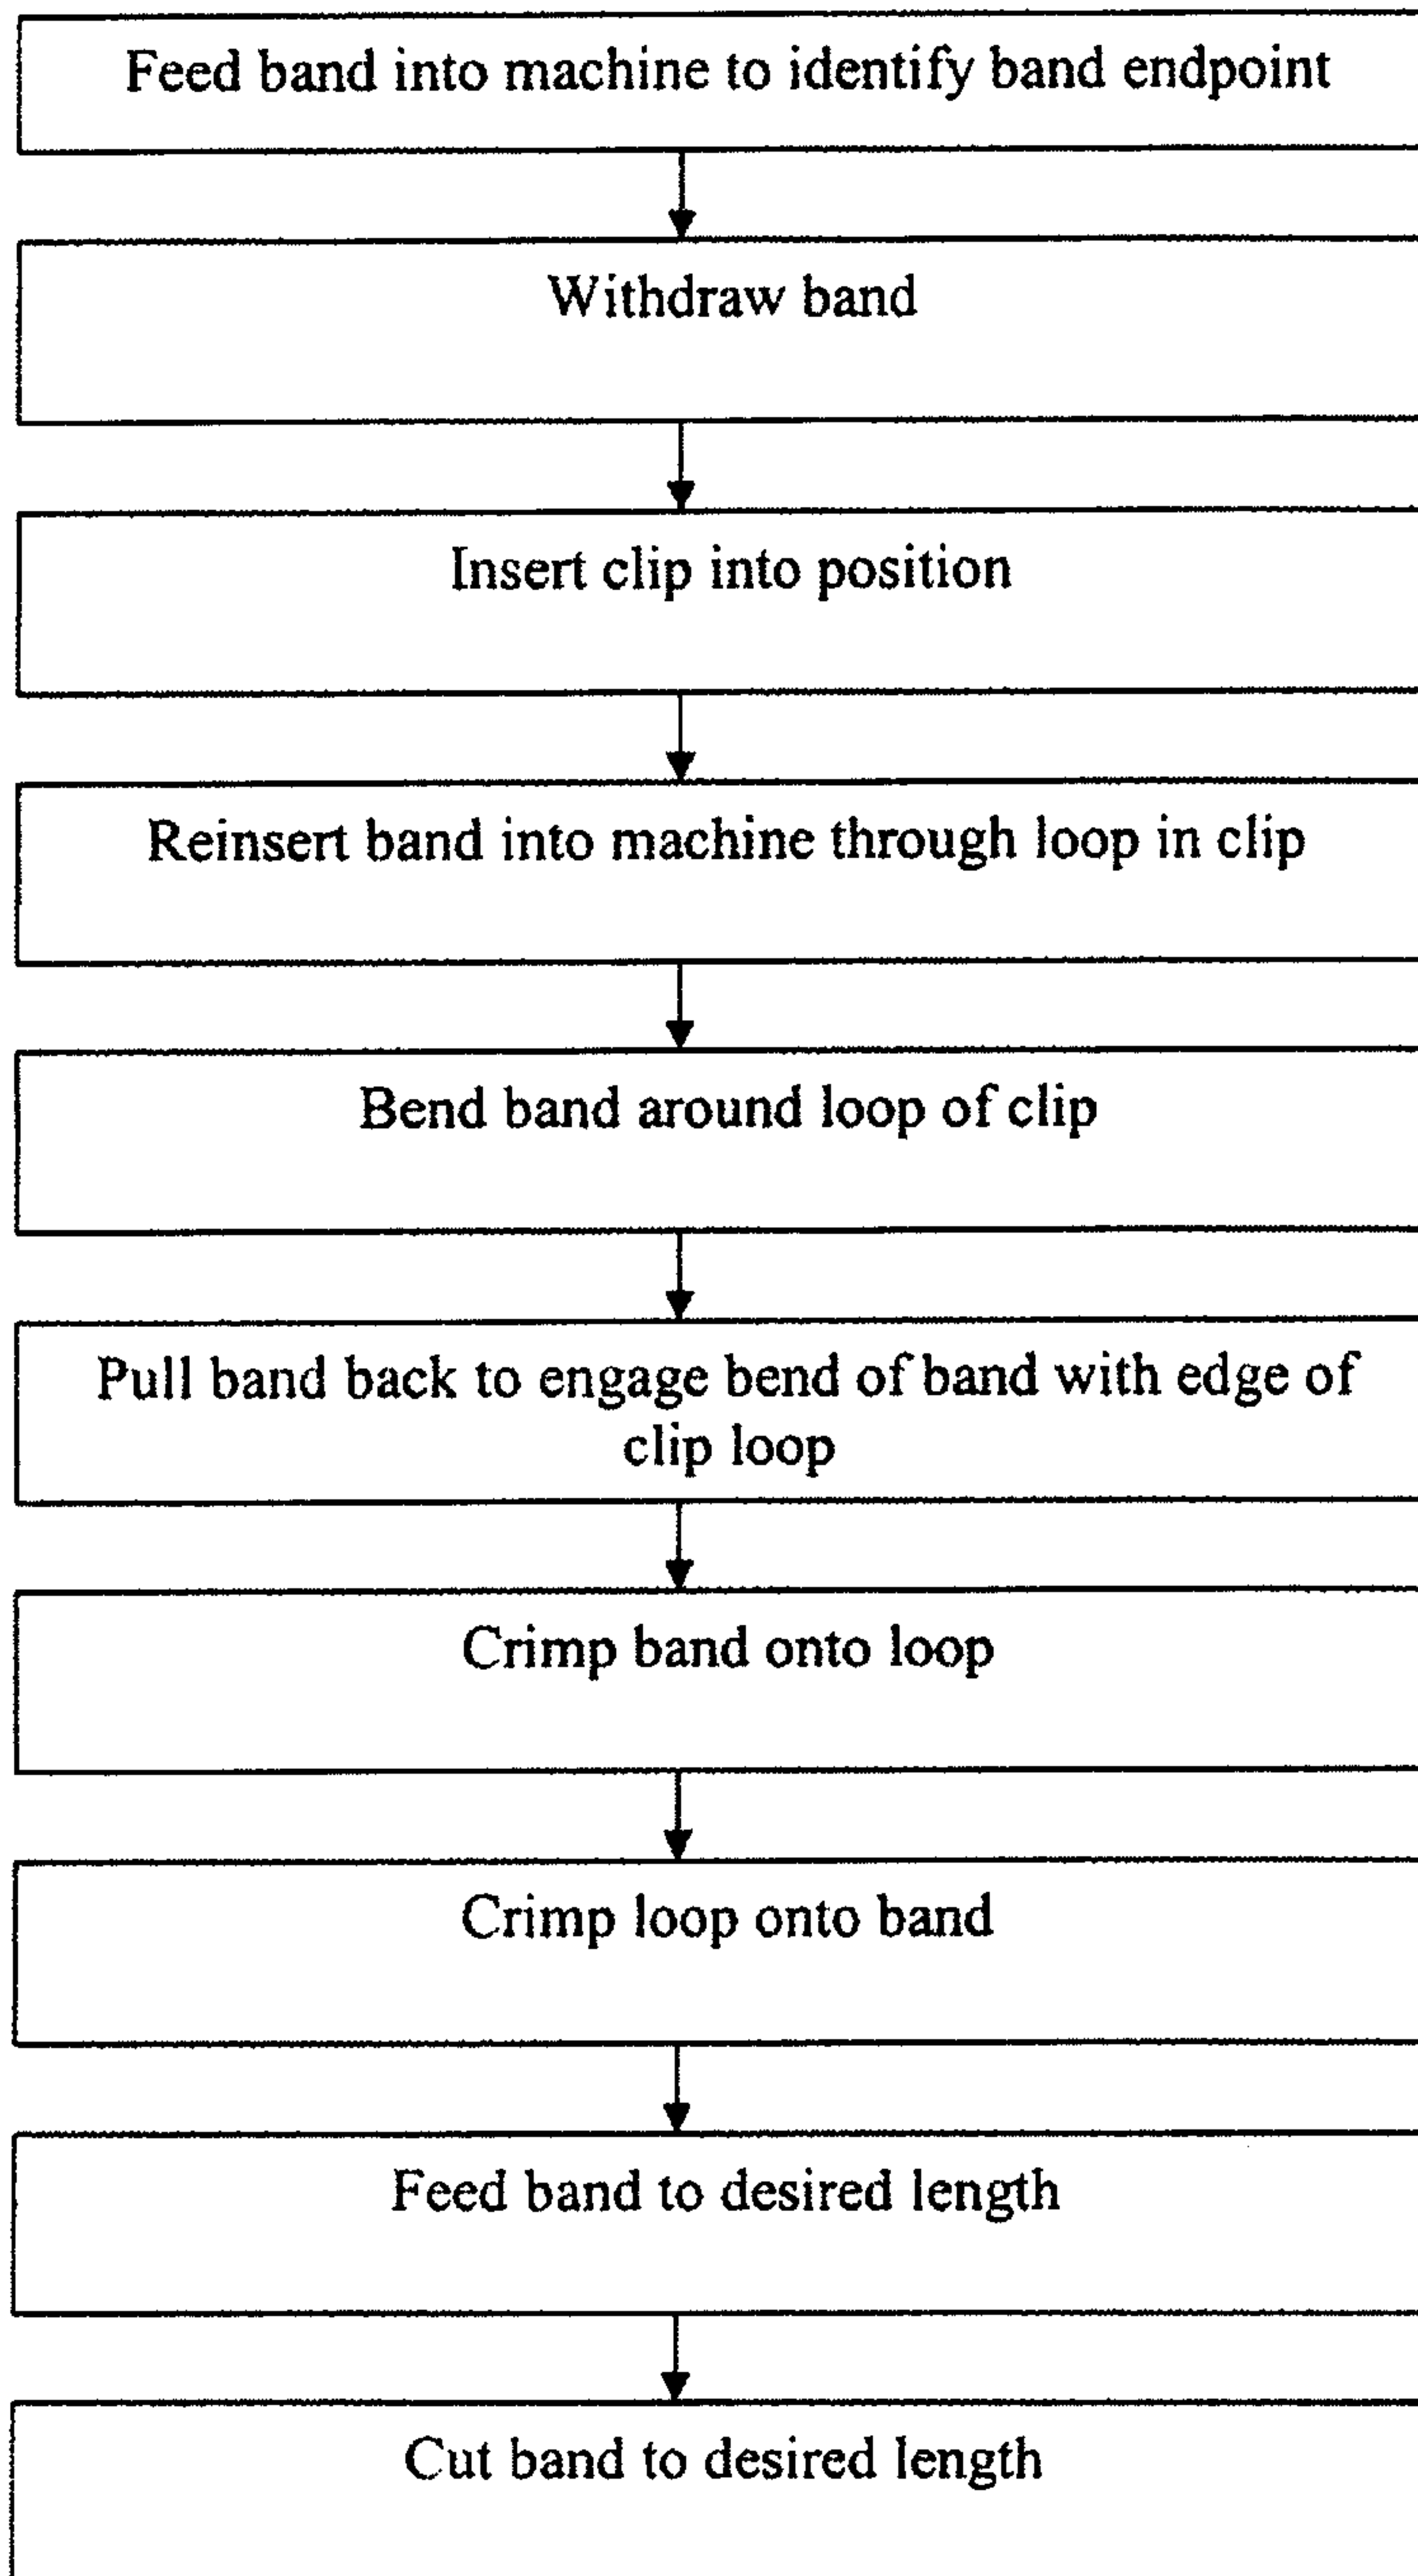 Feed band into machine to identify band endpoint
Withdraw band
Insert clip into position
Reinsert band into machine through loop in clip
Bend band around loop of clip
Pull band back to engage bend of band with edge of
clip loop
Crimp band onto loop
Crimp loop onto band
Feed band to desired length
Cut band to desired length